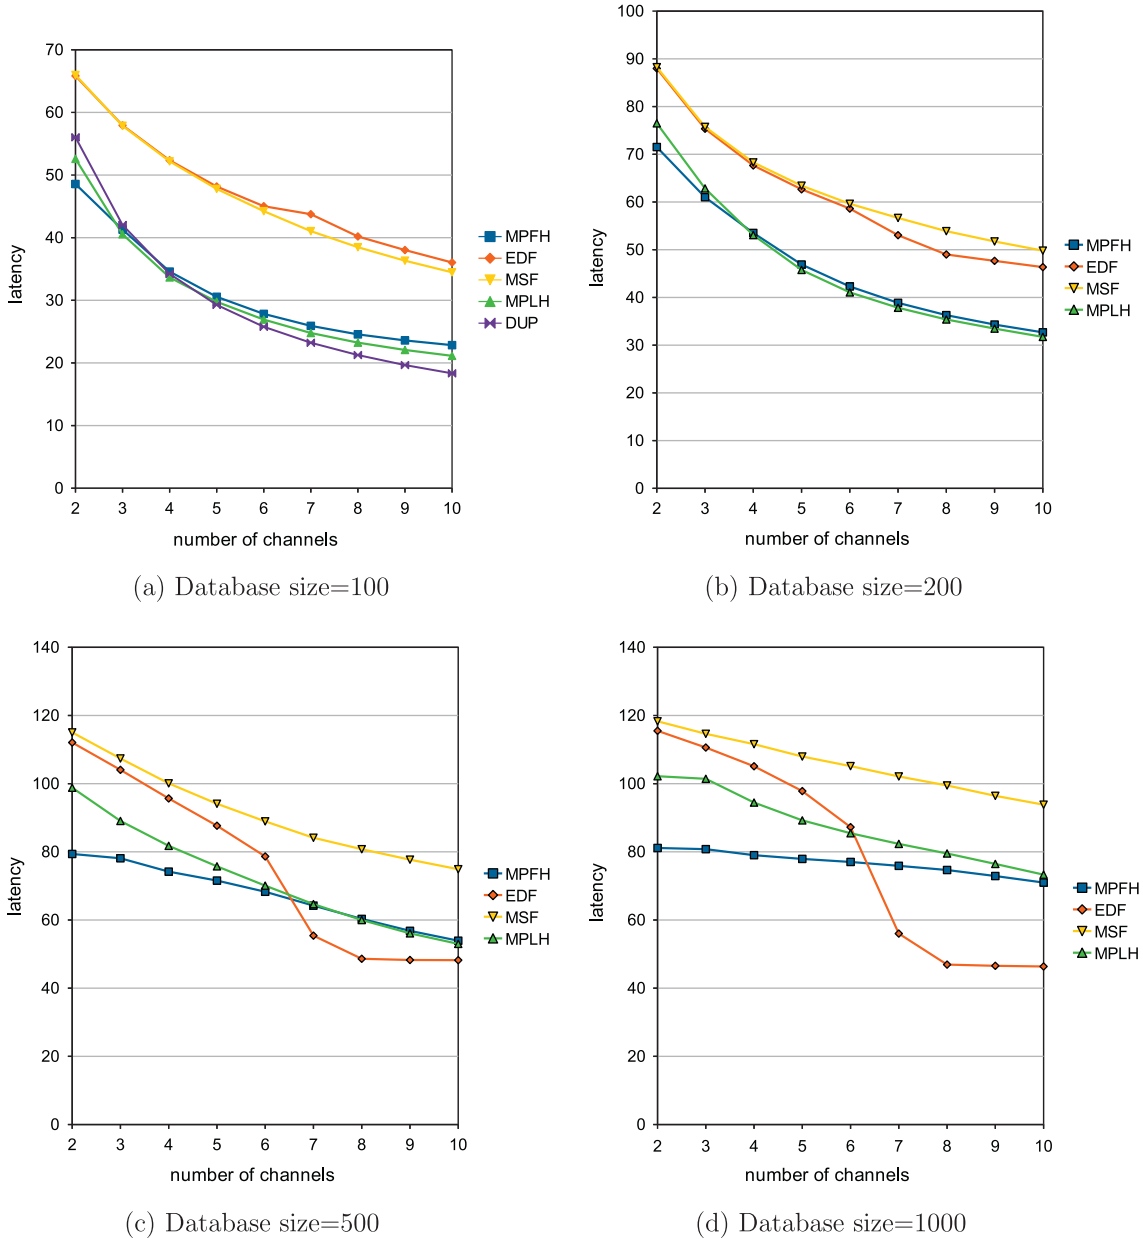 70
60
50
40
30
20
10
0
latency
2 3 4 5 6 7 8 9 10
number of channels
MPFH
EDF
MSF
MPLH
DUP
(a) Database size=100
100
90
80
70
60
50
40
30
20
10
0
latency
2 3 4 5 6 7 8 9 10
number of channels
MPFH
EDF
MSF
MPLH
(b) Database size=200
140
120
100
80
60
40
20
0
latency
2 3 4 5 6 7 8 9 10
number of channels
MPFH
EDF
MSF
MPLH
(c) Database size=500
140
120
100
80
60
40
20
0
latency
2 3 4 5 6 7 8 9 10
number of channels
MPFH
EDF
MSF
MPLH
(d) Database size=1000